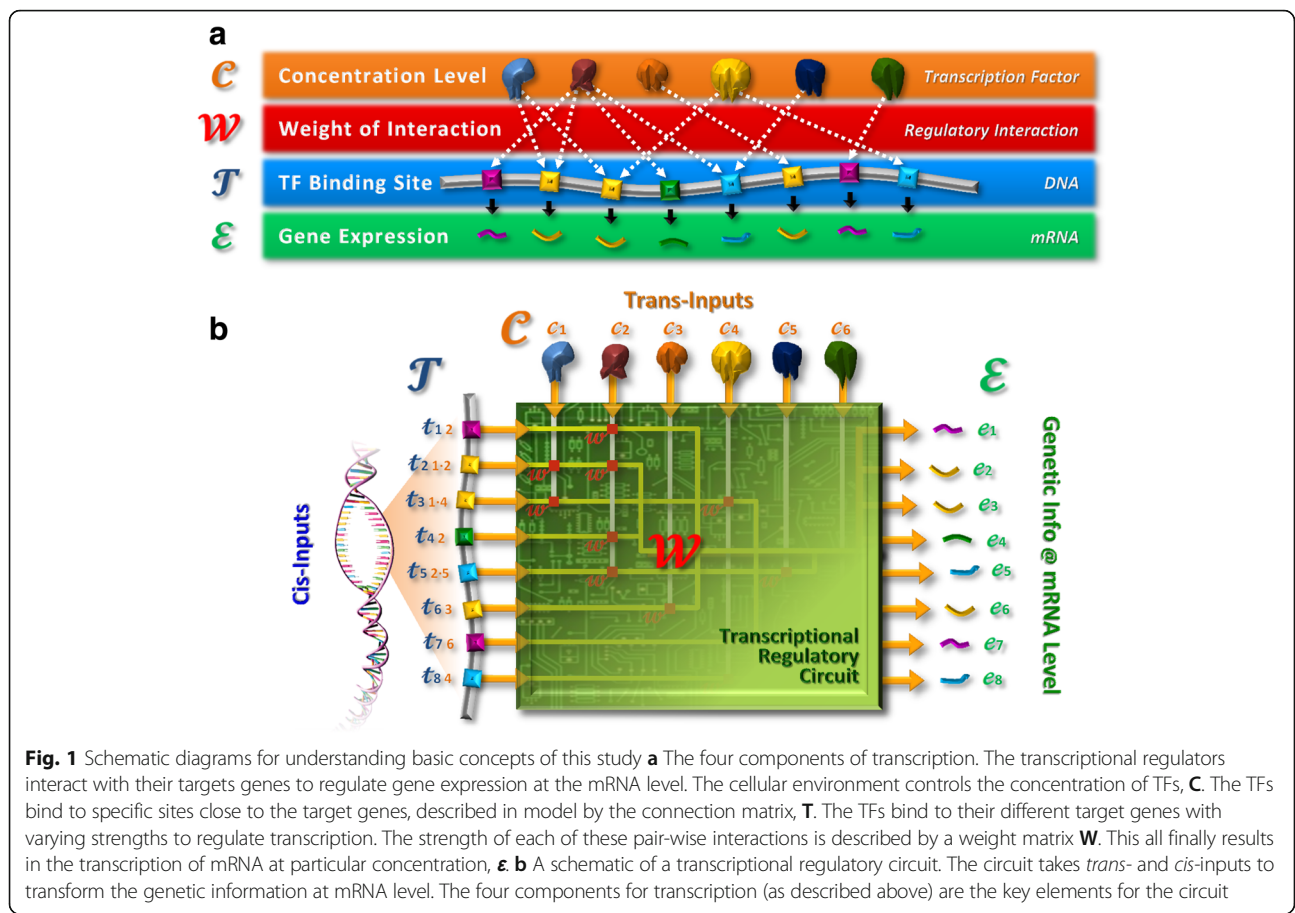 a
C Concentration Level Transcription Factor
W Weight of Interaction Regulatory Interaction
T TF Binding Site DNA
E Gene Expression mRNA
b
Trans-Inputs
C c1 c2 c3 c4 c5 c6
T E
Cis-Inputs
t1 2 w e1
t2 1·2 w w e2
t3 1·4 w w e3
t4 2 w e4
W
t5 2·5 w w e5
t6 3 w e6
t7 6 e7
t8 4 e8
Transcriptional
Regulatory
Circuit
Genetic Info @ mRNA Level
Fig. 1 Schematic diagrams for understanding basic concepts of this study a The four components of transcription. The transcriptional regulators
interact with their targets genes to regulate gene expression at the mRNA level. The cellular environment controls the concentration of TFs, C. The TFs
bind to specific sites close to the target genes, described in model by the connection matrix, T. The TFs bind to their different target genes with
varying strengths to regulate transcription. The strength of each of these pair-wise interactions is described by a weight matrix W. This all finally results
in the transcription of mRNA at particular concentration, ε. b A schematic of a transcriptional regulatory circuit. The circuit takes trans- and cis-inputs to
transform the genetic information at mRNA level. The four components for transcription (as described above) are the key elements for the circuit